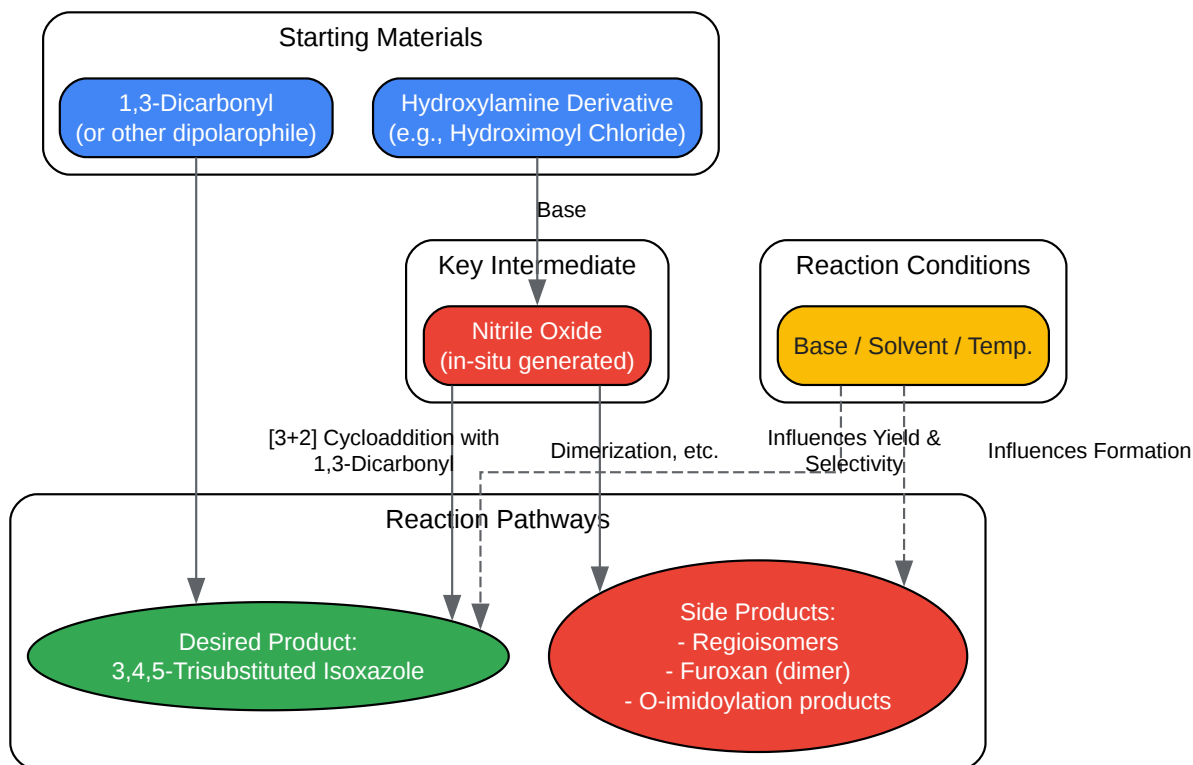 Starting Materials
1,3-Dicarbonyl
(or other dipolarophile)
Hydroxylamine Derivative
(e.g., Hydroximoyl Chloride)
Base
Key Intermediate
Reaction Conditions
Nitrile Oxide
(in-situ generated)
Base / Solvent / Temp.
[3+2] Cycloaddition with
1,3-Dicarbonyl
Dimerization, etc.
Influences Yield &
Selectivity
Influences Formation
Reaction Pathways
Desired Product:
3,4,5-Trisubstituted Isoxazole
Side Products:
- Regioisomers
- Furoxan (dimer)
- O-imidoylation products